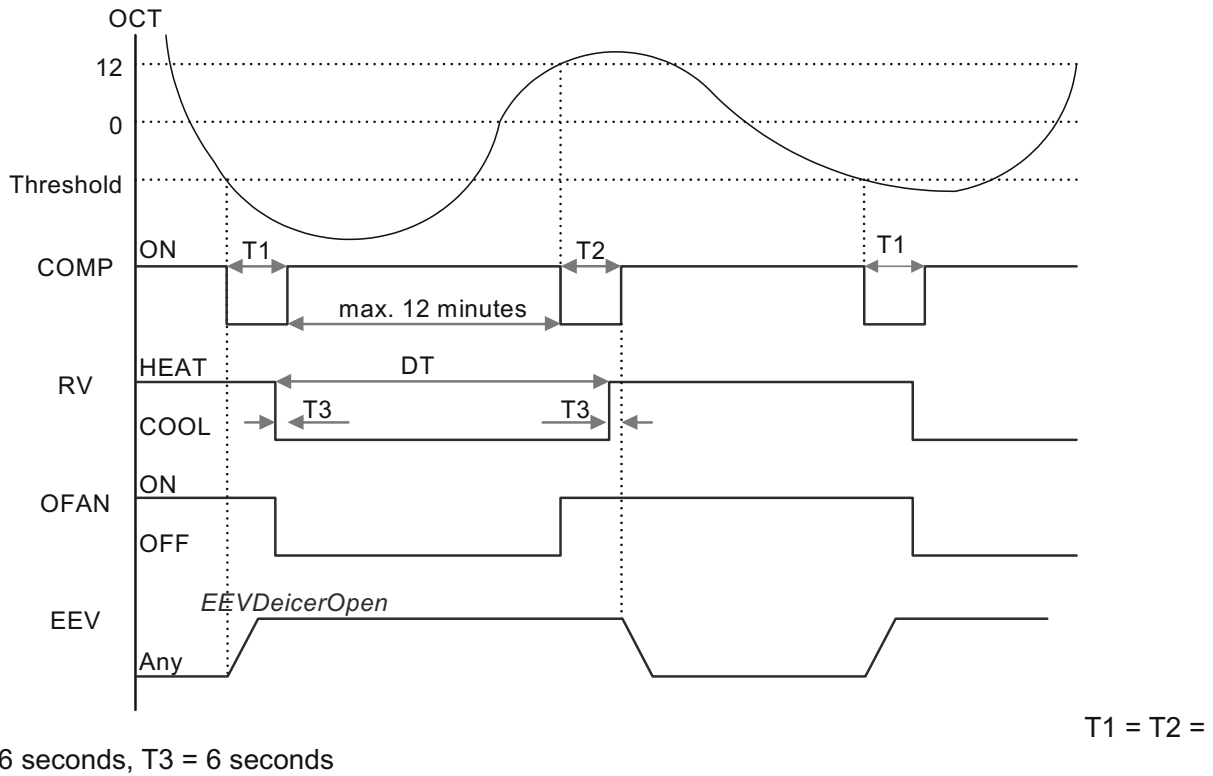 OCT
12
0
Threshold
COMP
ON
T1
T2
T1
max. 12 minutes
RV
HEAT
DT
T3
T3
COOL
OFAN
ON
OFF
EEV
EEVDeicerOpen
Any
T1 = T2 =
6 seconds, T3 = 6 seconds